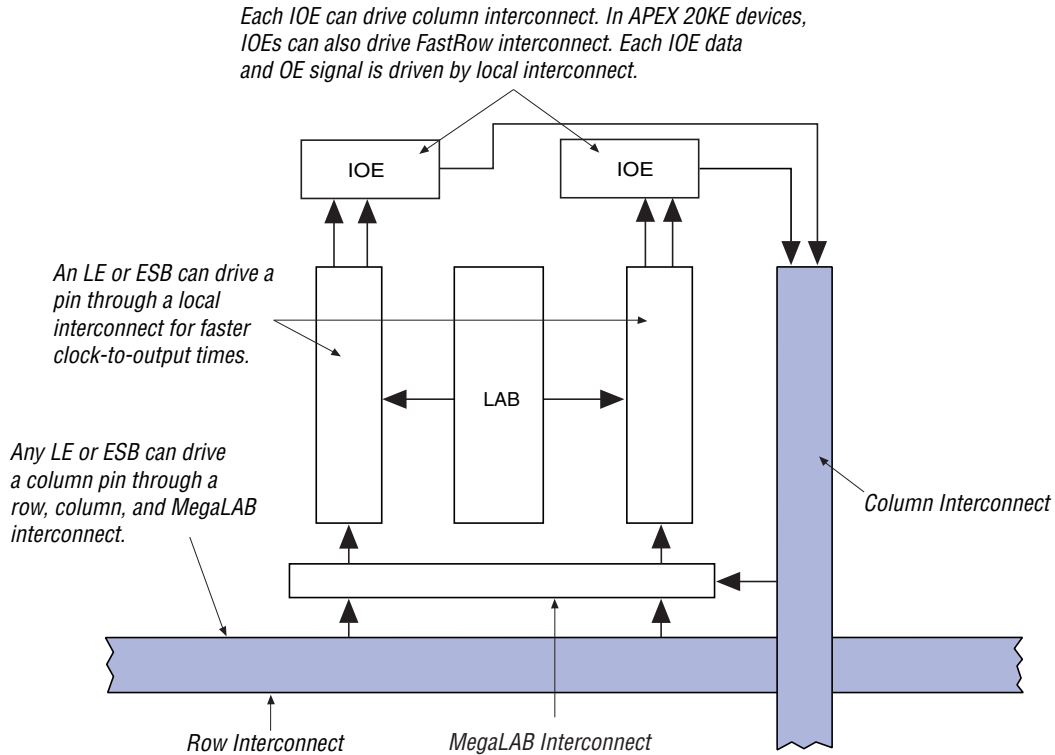 Each IOE can drive column interconnect. In APEX 20KE devices,
IOEs can also drive FastRow interconnect. Each IOE data
and OE signal is driven by local interconnect.
IOE
IOE
An LE or ESB can drive a
pin through a local
interconnect for faster
clock-to-output times.
LAB
Any LE or ESB can drive
a column pin through a
row, column, and MegaLAB
interconnect.
Column Interconnect
Row Interconnect
MegaLAB Interconnect